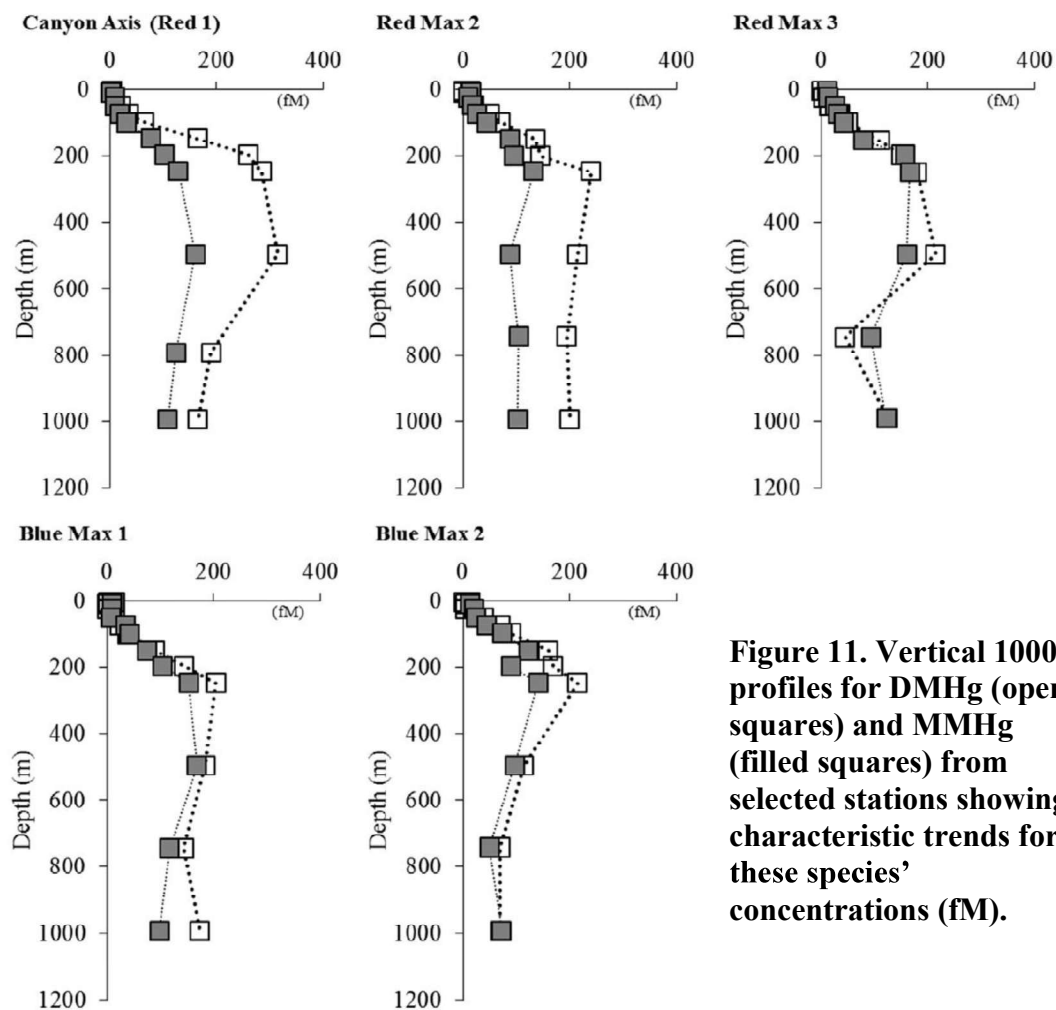 Canyon Axis (Red 1)
0 200 400
(fM)
0
200
400
600
800
1000
1200
Depth (m)
Red Max 2
0 200 400
(fM)
0
200
400
600
800
1000
1200
Depth (m)
Red Max 3
0 200 400
(fM)
0
200
400
600
800
1000
1200
Depth (m)
Blue Max 1
0 200 400
(fM)
0
200
400
600
800
1000
1200
Depth (m)
Blue Max 2
0 200 400
(fM)
0
200
400
600
800
1000
1200
Depth (m)
Figure 11. Vertical 1000
profiles for DMHg (open
squares) and MMHg
(filled squares) from
selected stations showing
characteristic trends for
these species’
concentrations (fM).